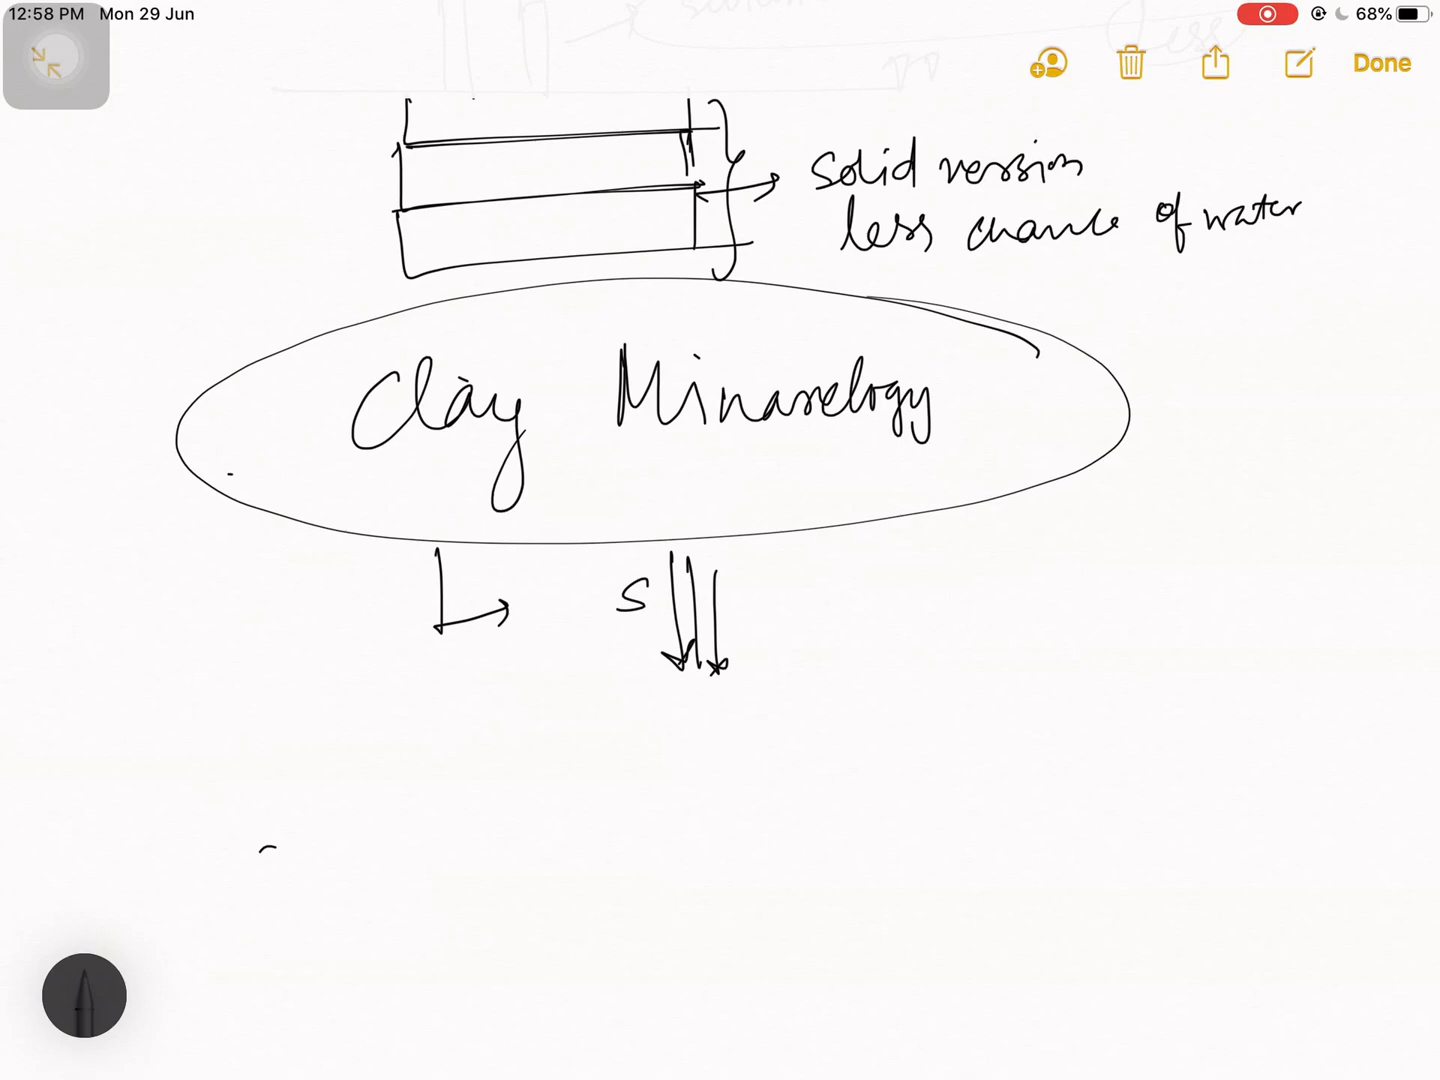 12:58 PM Mon 29 Jun
68%
Done
Solid version
less chance of water
Clay Minarelogy
S